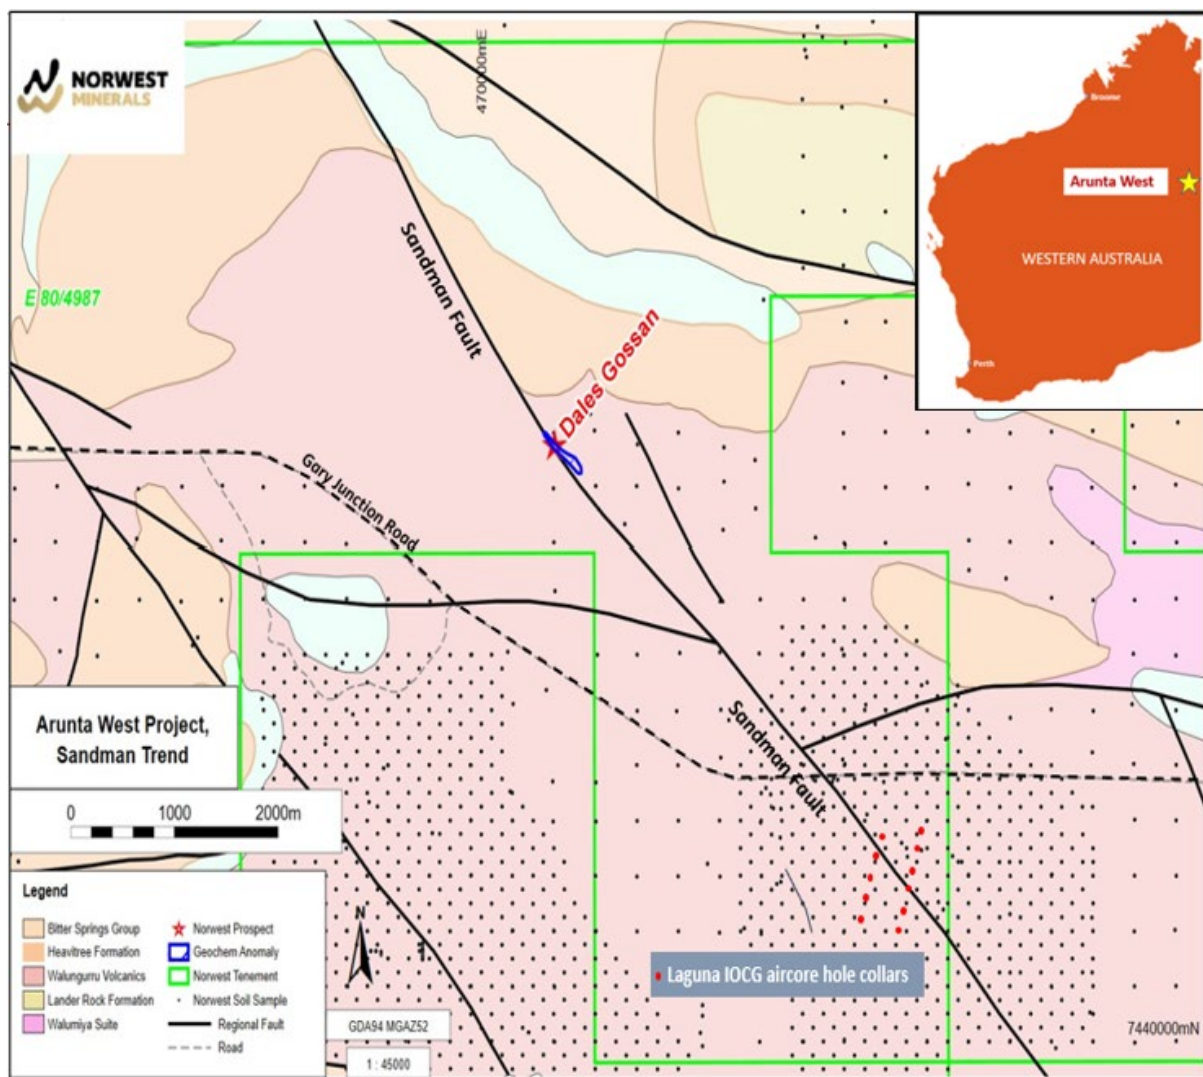 NORWEST
MINERALS
470000mE
Broome
Arunta West
WESTERN AUSTRALIA
Perth
E 80/4987
Sandman Fault
Dales Gossan
Gary Junction Road
Sandman Fault
Arunta West Project,
Sandman Trend
0 1000 2000m
Legend
Bitter Springs Group
Heavitree Formation
Walungurru Volcanics
Lander Rock Formation
Walumiya Suite
Norwest Prospect
Geochem Anomaly
Norwest Tenement
Norwest Soil Sample
Regional Fault
Road
N
GDA94 MGAZ52
1 : 45000
Laguna IOCG aircore hole collars
7440000mN